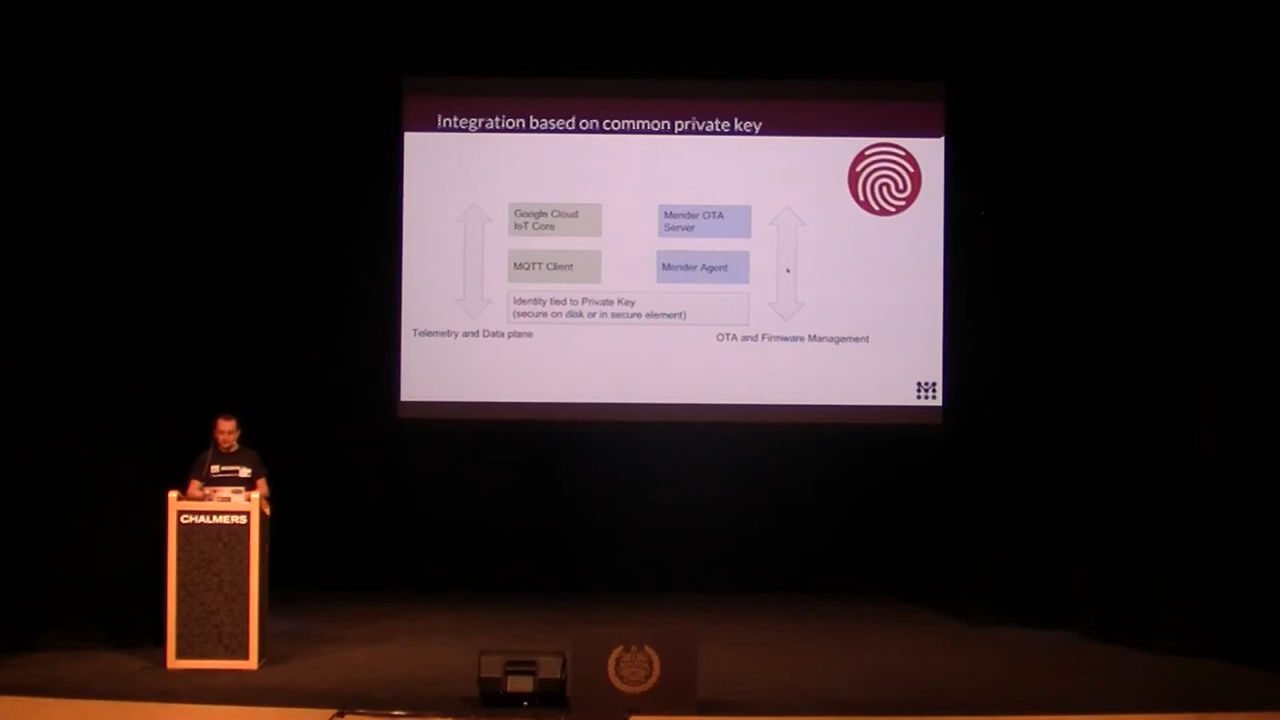 Integration based on common private key
Google Cloud
IoT Core
Mender OTA
Server
MQTT Client
Mender Agent
Identity tied to Private Key
(secure on disk or in secure element)
Telemetry and Data plane
OTA and Firmware Management
CHALMERS